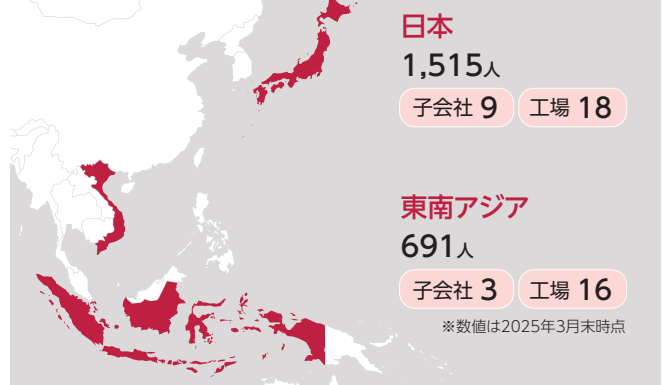 日本
1,515人
子会社 9 工場 18
東南アジア
691人
子会社 3 工場 16
※数値は2025年3月末時点